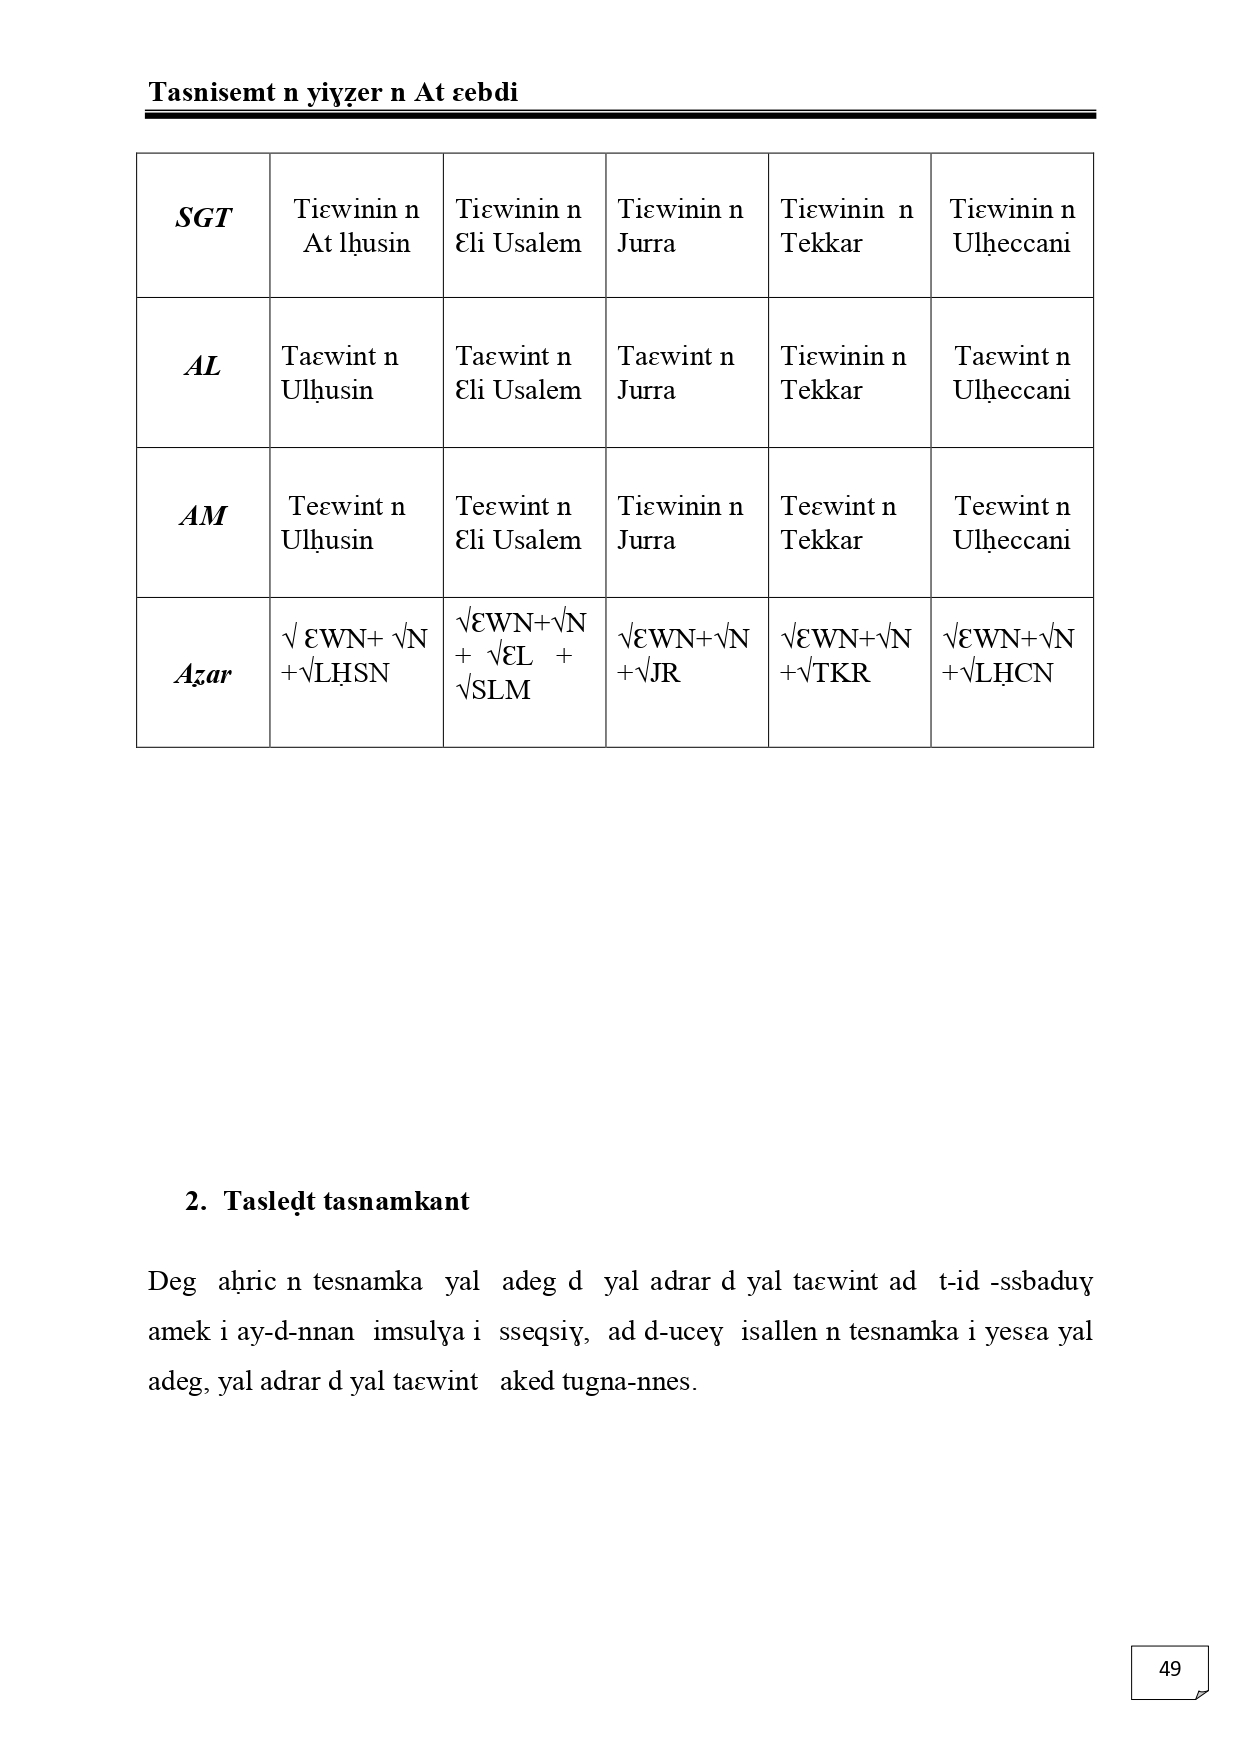 Tasnisemt n yiɣẓer n At ɛebdi
SGT
Tiɛwinin n
At lḥusin
Tiɛwinin n
Ɛli Usalem
Tiɛwinin n
Jurra
Tiɛwinin n
Tekkar
Tiɛwinin n
Ulḥeccani
AL
Taɛwint n
Ulḥusin
Taɛwint n
Ɛli Usalem
Taɛwint n
Jurra
Tiɛwinin n
Tekkar
Taɛwint n
Ulḥeccani
AM
Teɛwint n
Ulḥusin
Teɛwint n
Ɛli Usalem
Tiɛwinin n
Jurra
Teɛwint n
Tekkar
Teɛwint n
Ulḥeccani
Aẓar
√ ƐWN+ √N
+√LḤSN
√ƐWN+√N
+ √ƐL +
√SLM
√ƐWN+√N
+√JR
√ƐWN+√N
+√TKR
√ƐWN+√N
+√LḤCN
2. Tasleḍt tasnamkant
Deg aḥric n tesnamka yal adeg d yal adrar d yal taɛwint ad t-id -ssbaduɣ
amek i ay-d-nnan imsulɣa i sseqsiɣ, ad d-uceɣ isallen n tesnamka i yesɛa yal
adeg, yal adrar d yal taɛwint aked tugna-nnes.
49